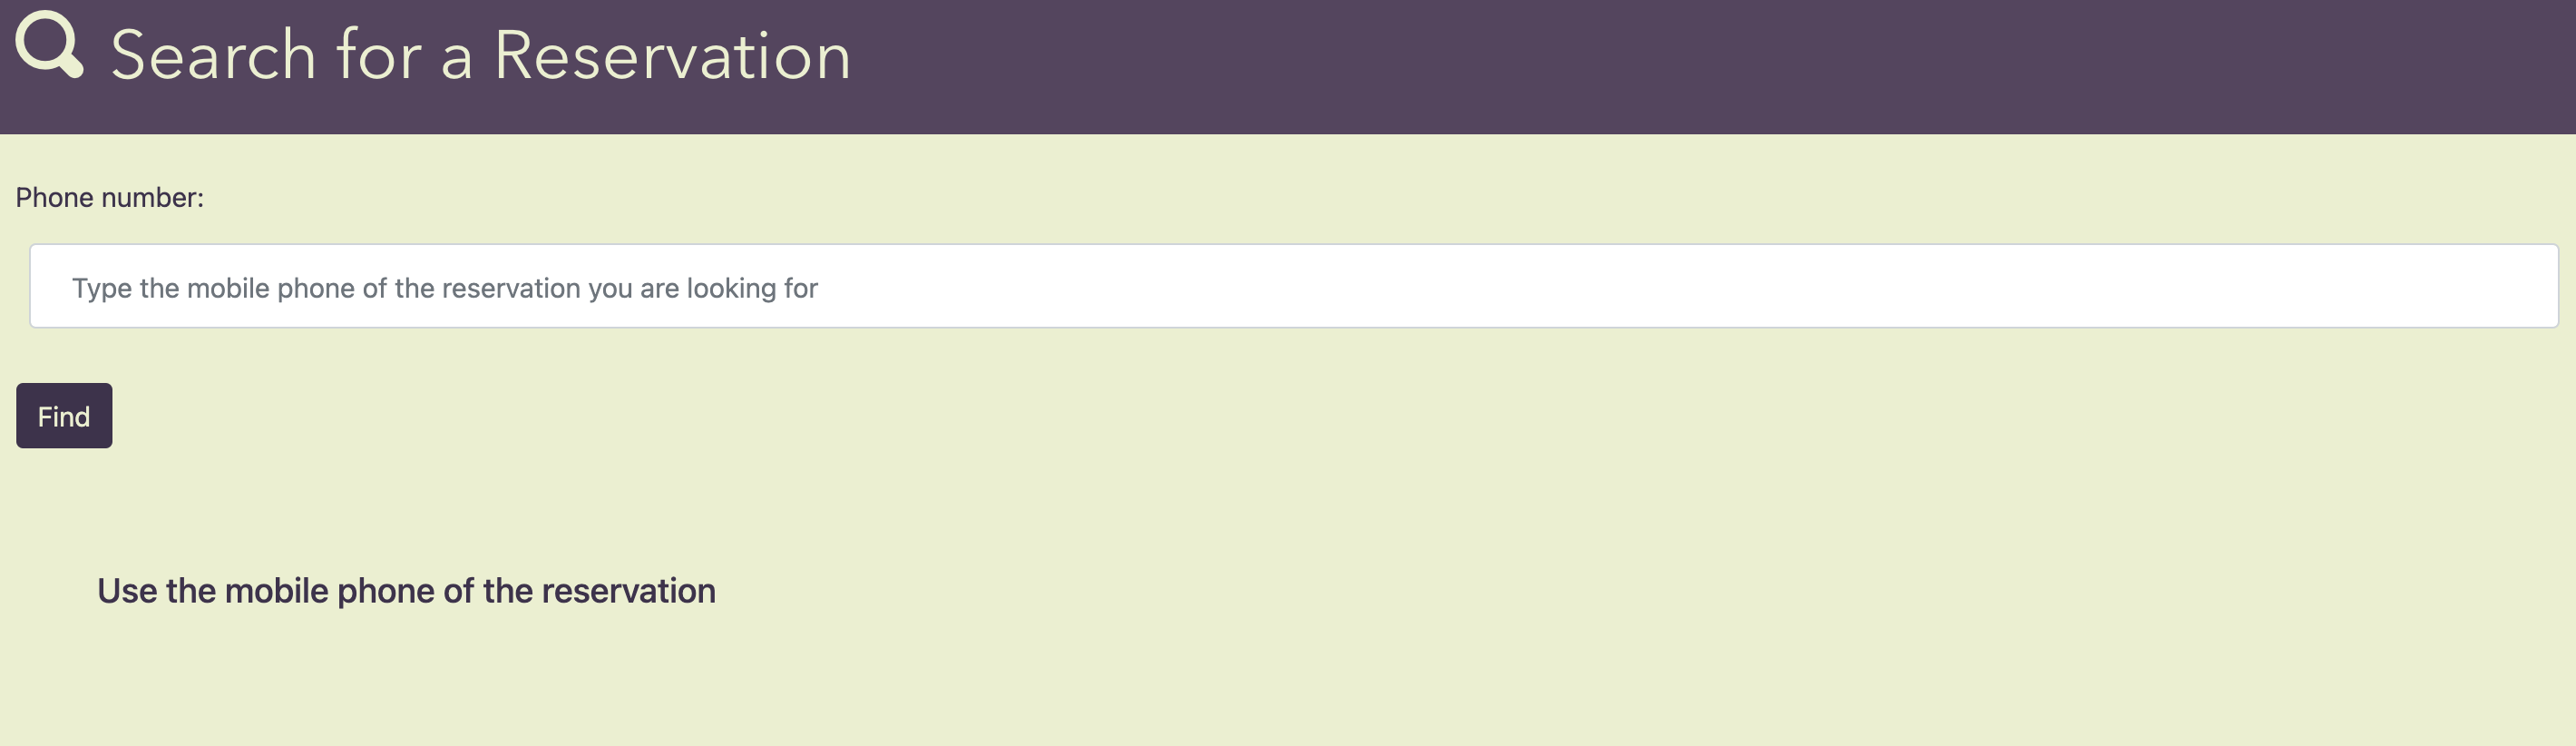 Search for a Reservation
Phone number:
Type the mobile phone of the reservation you are looking for
Find
Use the mobile phone of the reservation